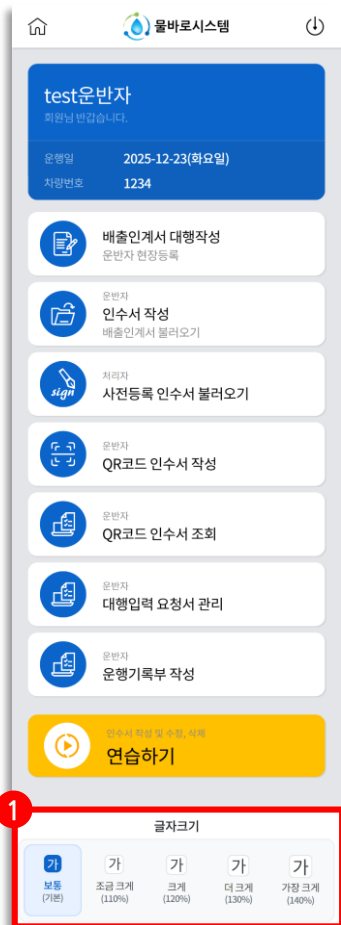 물바로시스템
test운반자
회원님 반갑습니다.
운행일 2025-12-23(화요일)
차량번호 1234
배출인계서 대행작성
운반자 현장등록
운반자
인수서 작성
배출인계서 불러오기
sign
처리자
사전등록 인수서 불러오기
운반자
QR코드 인수서 작성
운반자
QR코드 인수서 조회
운반자
대행입력 요청서 관리
운반자
운행기록부 작성
인수서 작성 및 수정, 삭제
연습하기
1
글자크기
가 가 가 가 가
보통 조금 크게 크게 더 크게 가장 크게
(기본) (110%) (120%) (130%) (140%)